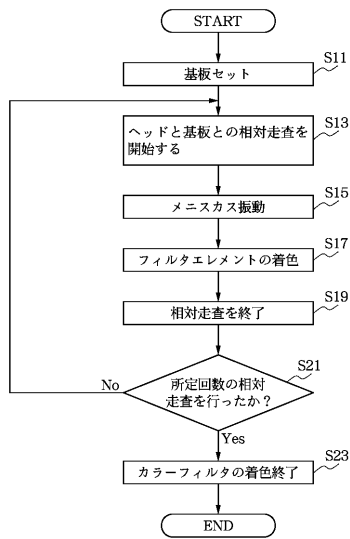 START
S11
基板セット
S13
ヘッドと基板との相対走査を
開始する
S15
メニスカス振動
S17
フィルタエレメントの着色
S19
相対走査を終了
S21
所定回数の相対
走査を行ったか？
No
Yes
S23
カラーフィルタの着色終了
END